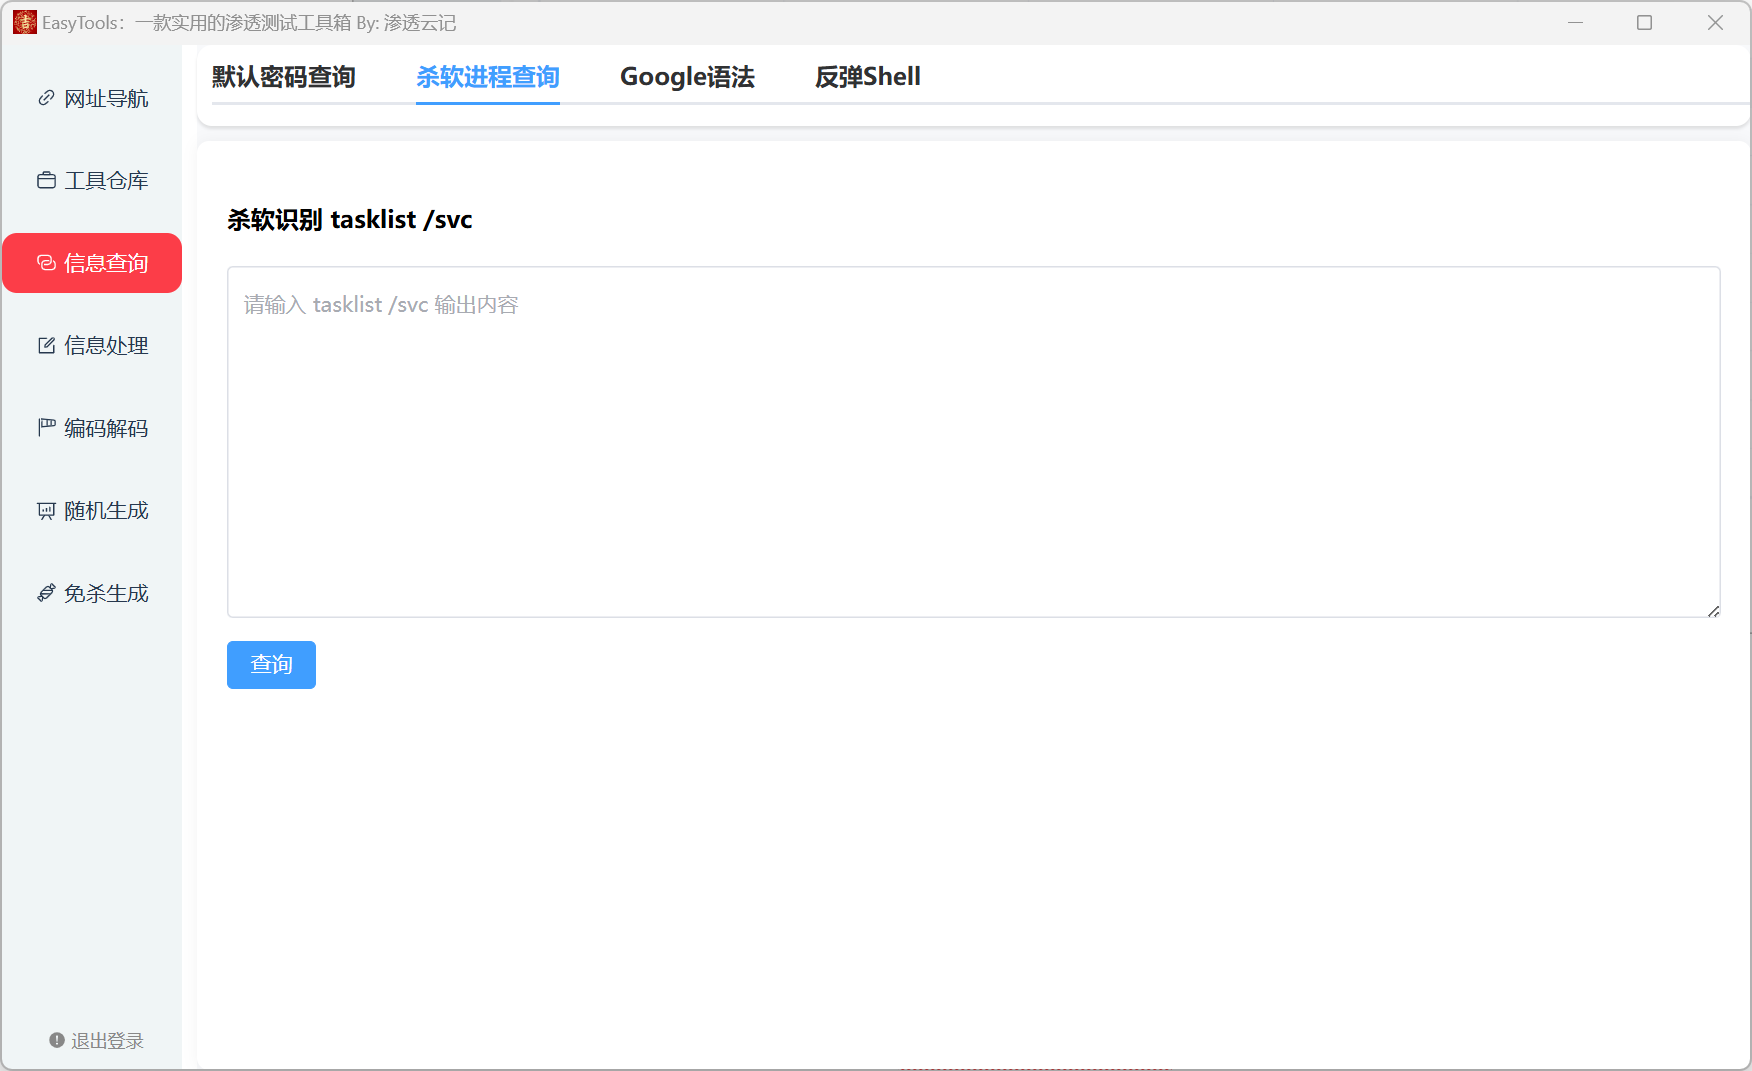 EasyTools：一款实用的渗透测试工具箱 By: 渗透云记
网址导航
工具仓库
信息查询
信息处理
编码解码
随机生成
免杀生成
退出登录
默认密码查询 杀软进程查询 Google语法 反弹Shell
杀软识别 tasklist /svc
请输入 tasklist /svc 输出内容
查询